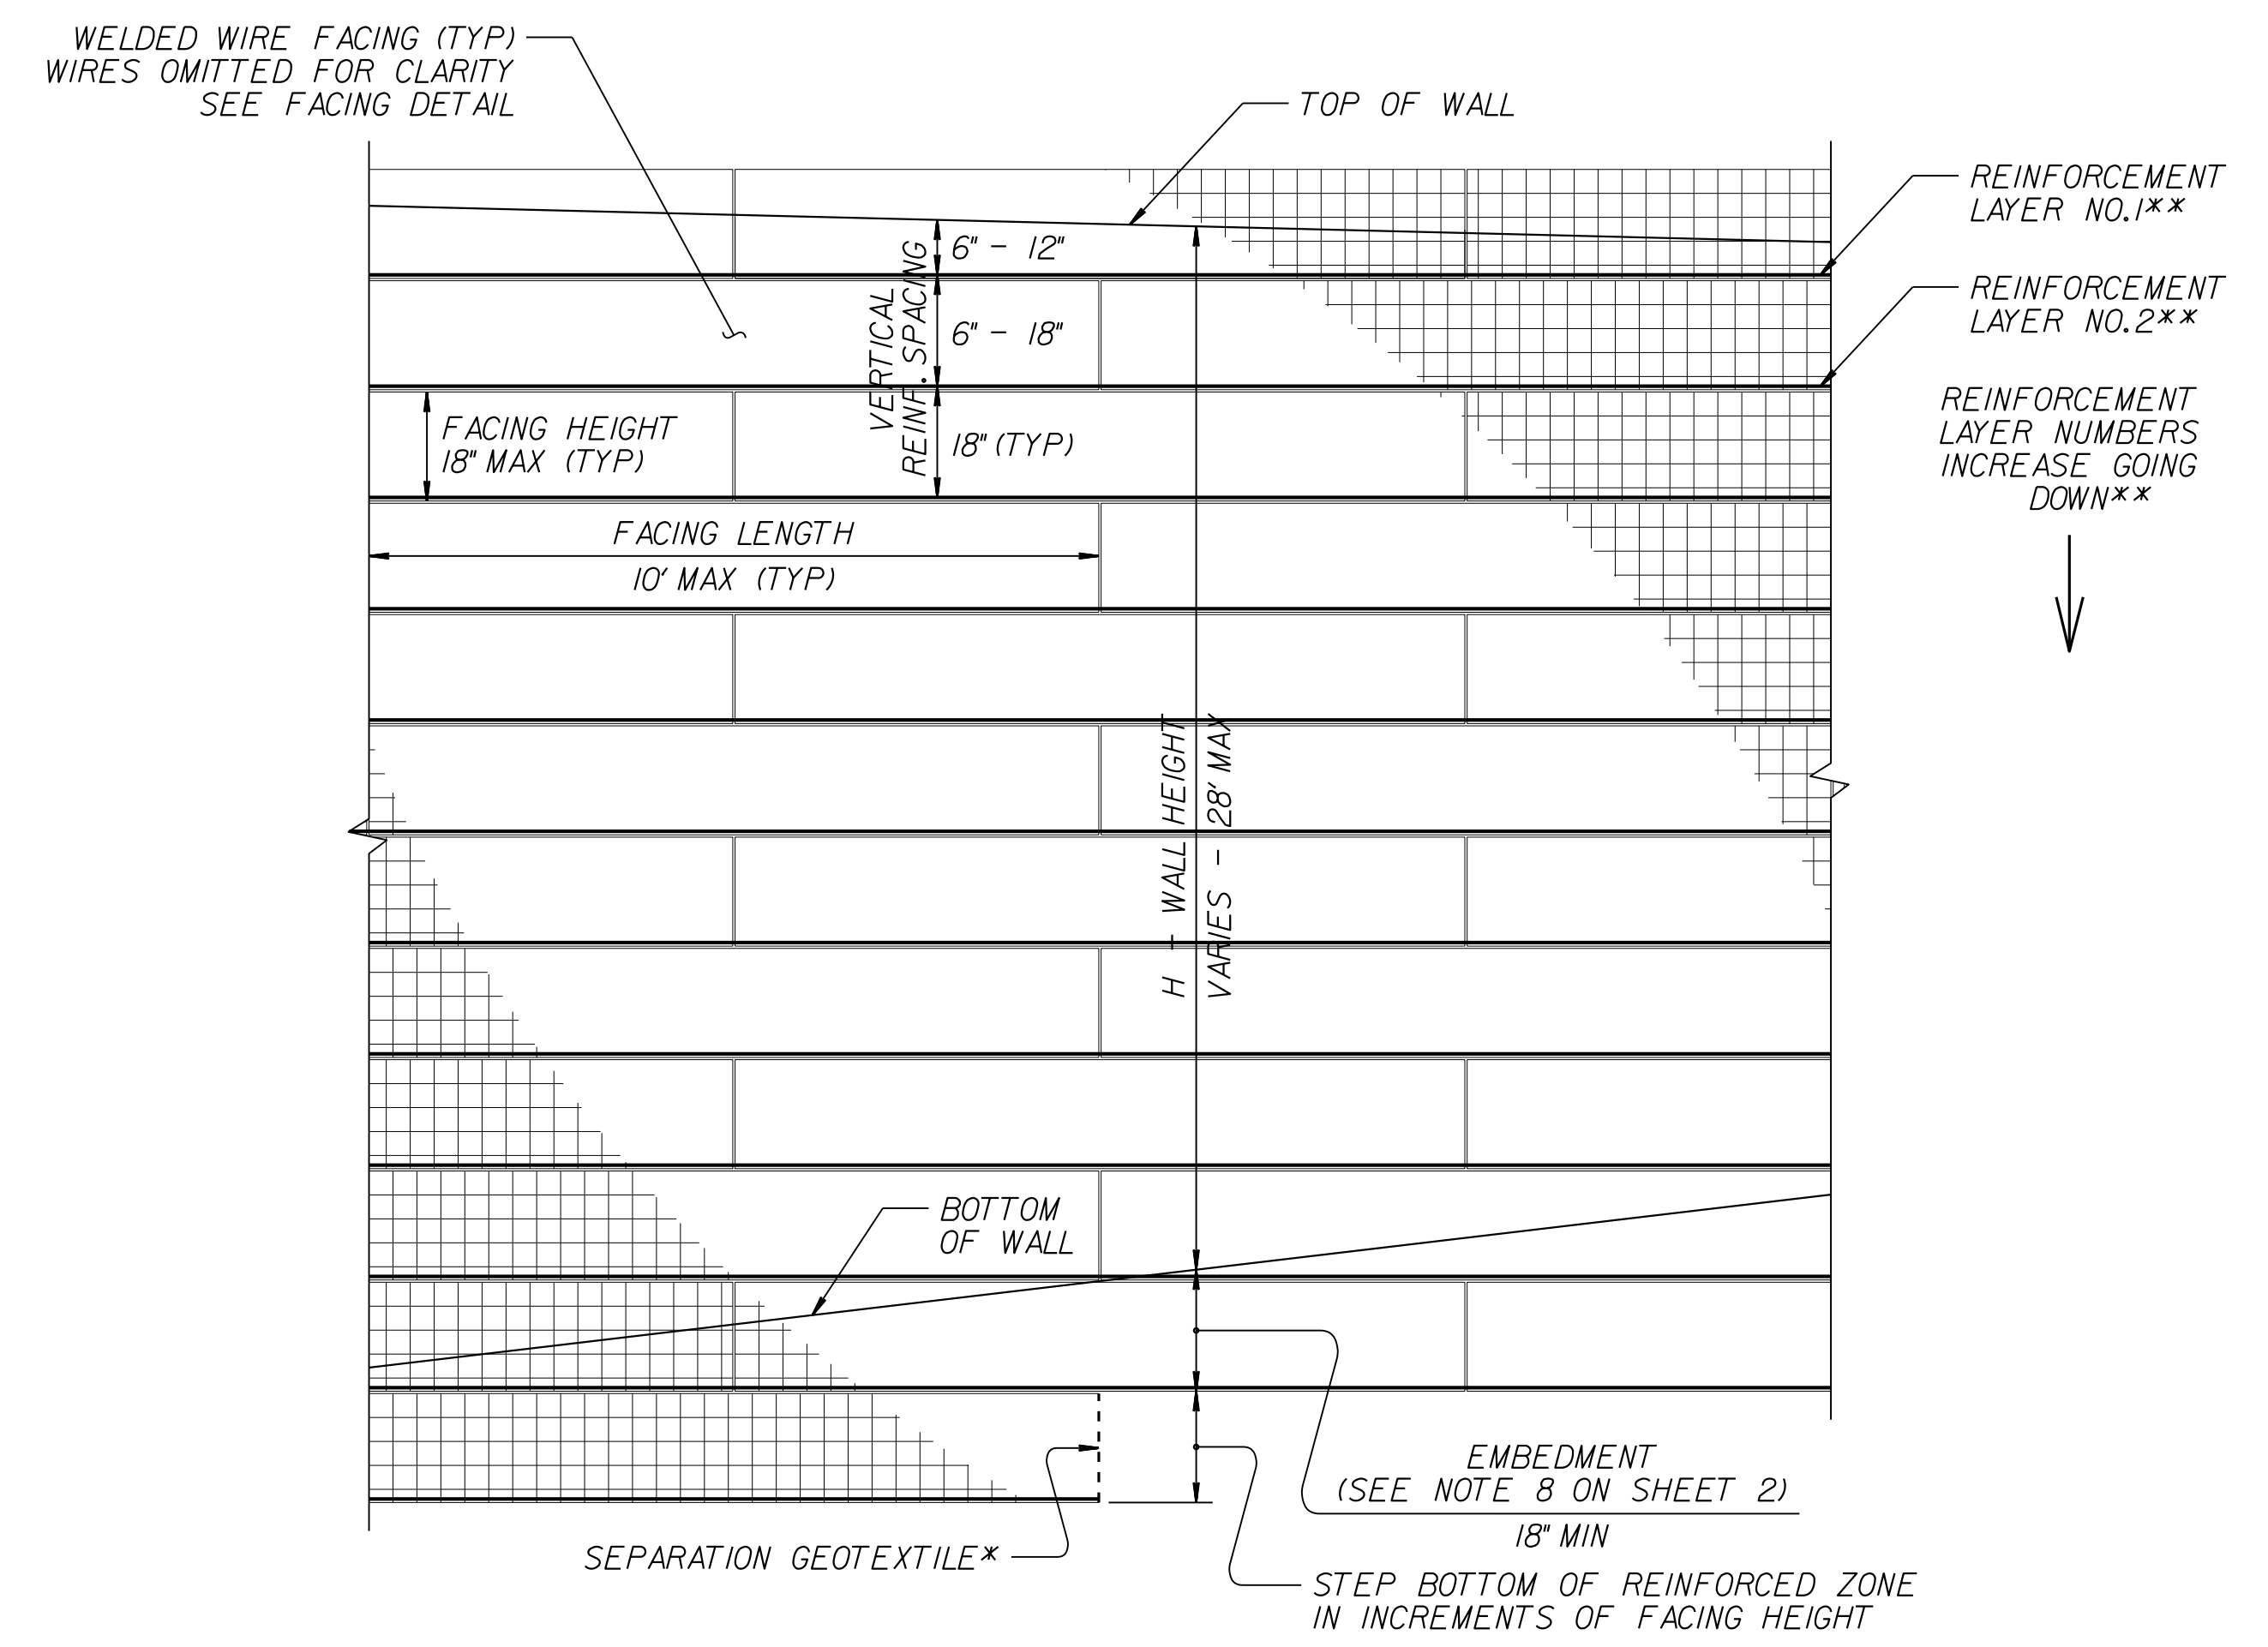 WELDED WIRE FACING (TYP)
WIRES OMITTED FOR CLARITY
SEE FACING DETAIL
TOP OF WALL
REINFORCEMENT
LAYER NO.1**
REINFORCEMENT
LAYER NO.2**
REINFORCEMENT
LAYER NUMBERS
INCREASE GOING
DOWN**
VERTICAL
REINF. SPACING
6" - 12"
6" - 18"
18" (TYP)
FACING HEIGHT
18" MAX (TYP)
FACING LENGTH
10' MAX (TYP)
H - WALL HEIGHT
VARIES - 28' MAX
BOTTOM
OF WALL
EMBEDMENT
(SEE NOTE 8 ON SHEET 2)
18" MIN
SEPARATION GEOTEXTILE*
STEP BOTTOM OF REINFORCED ZONE
IN INCREMENTS OF FACING HEIGHT